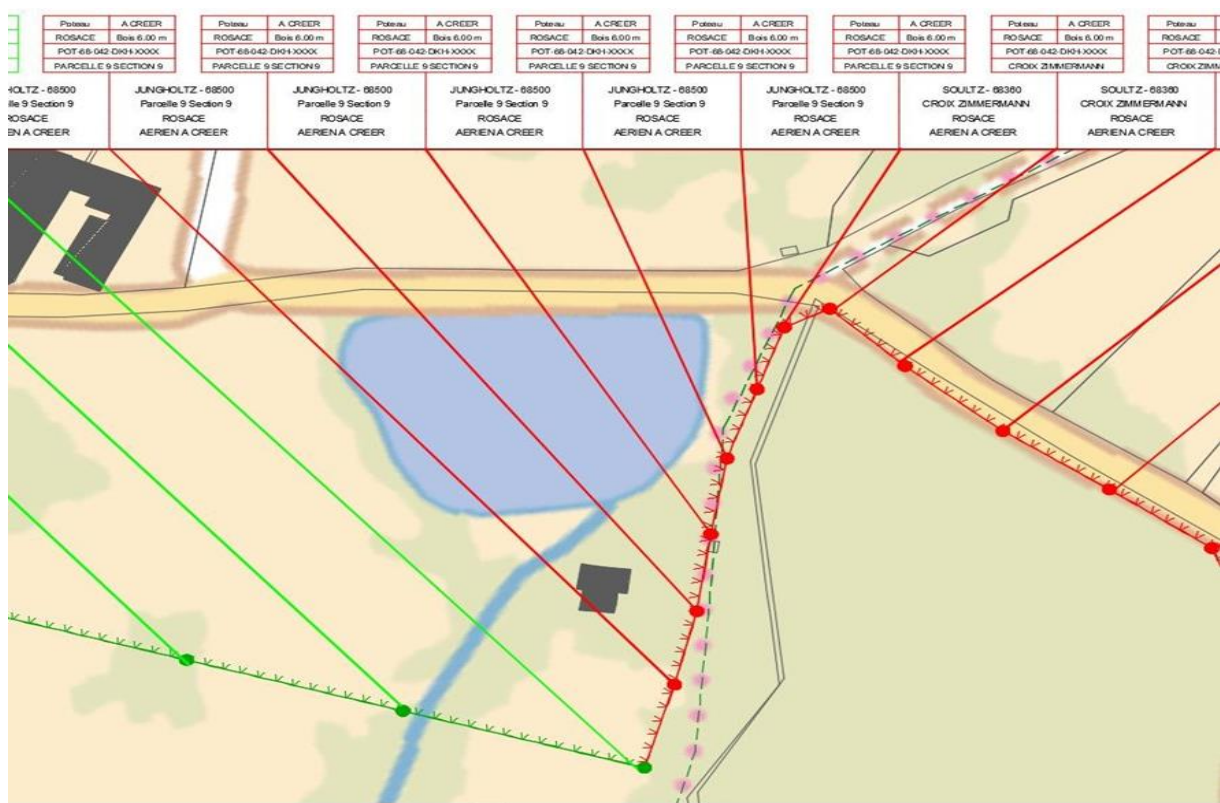 Poteau A CREER Poteau A CREER Poteau A CREER Poteau A CREER Poteau A CREER Poteau A CREER Poteau A CREER Poteau
ROSACE Bois 6.00 m ROSACE Bois 6.00 m ROSACE Bois 6.00 m ROSACE Bois 6.00 m ROSACE Bois 6.00 m ROSACE Bois 6.00 m ROSACE Bois 6.00 m ROSACE
POT-68-042-DKH-XXXX POT-68-042-DKH-XXXX POT-68-042-DKH-XXXX POT-68-042-DKH-XXXX POT-68-042-DKH-XXXX POT-68-042-DKH-XXXX POT-68-042-DKH-XXXX POT-68-042-D
PARCELLE 9 SECTION 9 PARCELLE 9 SECTION 9 PARCELLE 9 SECTION 9 PARCELLE 9 SECTION 9 PARCELLE 9 SECTION 9 PARCELLE 9 SECTION 9 CROIX ZIMMERMANN CROIX ZIMM
HOLTZ - 68500 JUNGHOLTZ - 68500 JUNGHOLTZ - 68500 JUNGHOLTZ - 68500 JUNGHOLTZ - 68500 JUNGHOLTZ - 68500 SOULTZ - 68360 SOULTZ - 68360
elle 9 Section 9 Parcelle 9 Section 9 Parcelle 9 Section 9 Parcelle 9 Section 9 Parcelle 9 Section 9 Parcelle 9 Section 9 CROIX ZIMMERMANN CROIX ZIMMERMANN
ROSACE ROSACE ROSACE ROSACE ROSACE ROSACE ROSACE ROSACE
EN A CREER AERIEN A CREER AERIEN A CREER AERIEN A CREER AERIEN A CREER AERIEN A CREER AERIEN A CREER AERIEN A CREER